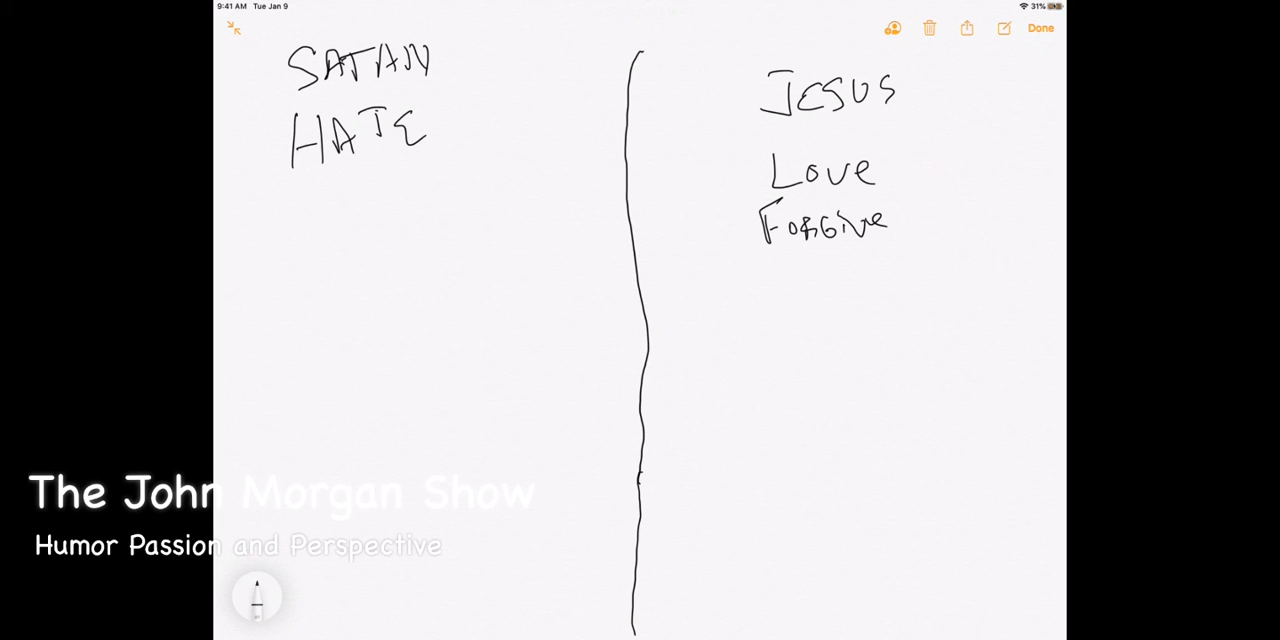 9:41 AM Tue Jan 9
31%
Done
SATAN
HATE
JESUS
Love
Forgive
The John Morgan Show
Humor Passion and Perspective